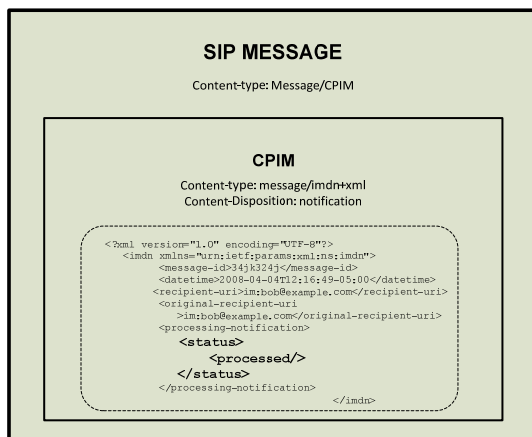 SIP MESSAGE
Content-type: Message/CPIM
CPIM
Content-type: message/imdn+xml
Content-Disposition: notification
<?xml version="1.0" encoding="UTF-8"?>
<imdn xmlns="urn:ietf:params:xml:ns:imdn">
<message-id>34jk324j</message-id>
<datetime>2008-04-04T12:16:49-05:00</datetime>
<recipient-uri>im:bob@example.com</recipient-uri>
<original-recipient-uri
>im:bob@example.com</original-recipient-uri>
<processing-notification>
<status>
<processed/>
</status>
</processing-notification>
</imdn>